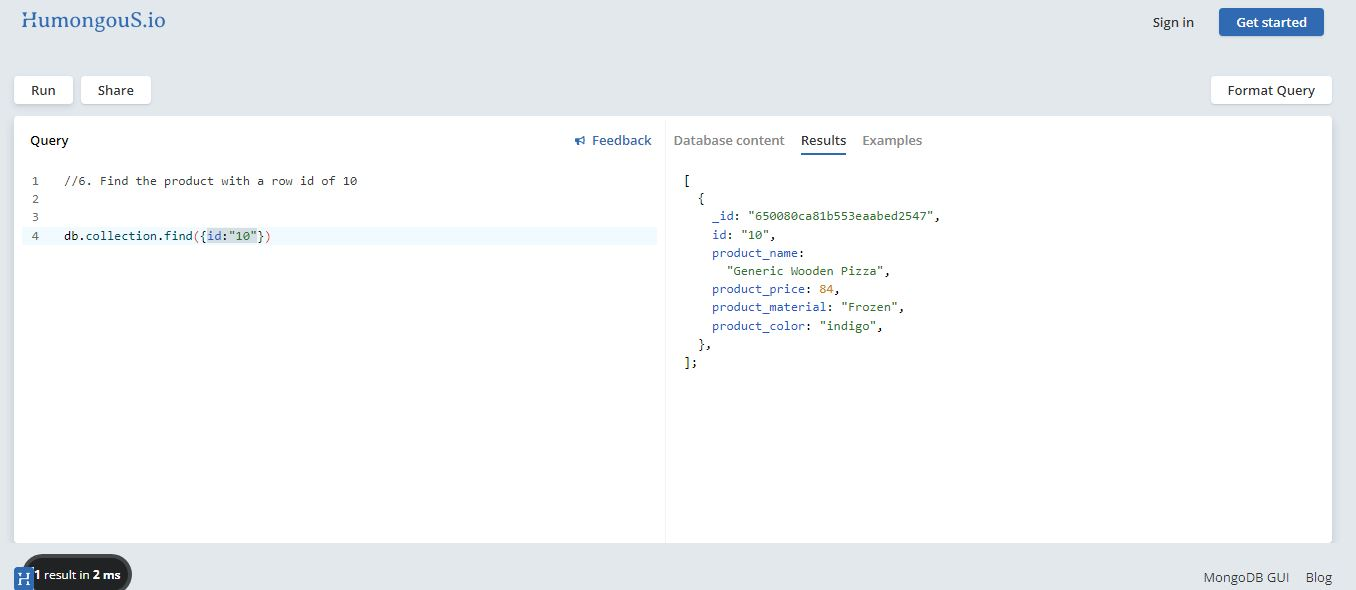 HumongouS.io
Sign in
Get started
Run
Share
Format Query
Query
Feedback
Database content
Results
Examples
1 //6. Find the product with a row id of 10
2
3
4 db.collection.find({id:"10"})
[
{
_id: "650080ca81b553eaabed2547",
id: "10",
product_name:
"Generic Wooden Pizza",
product_price: 84,
product_material: "Frozen",
product_color: "indigo",
},
];
H
1 result in 2 ms
MongoDB GUI
Blog